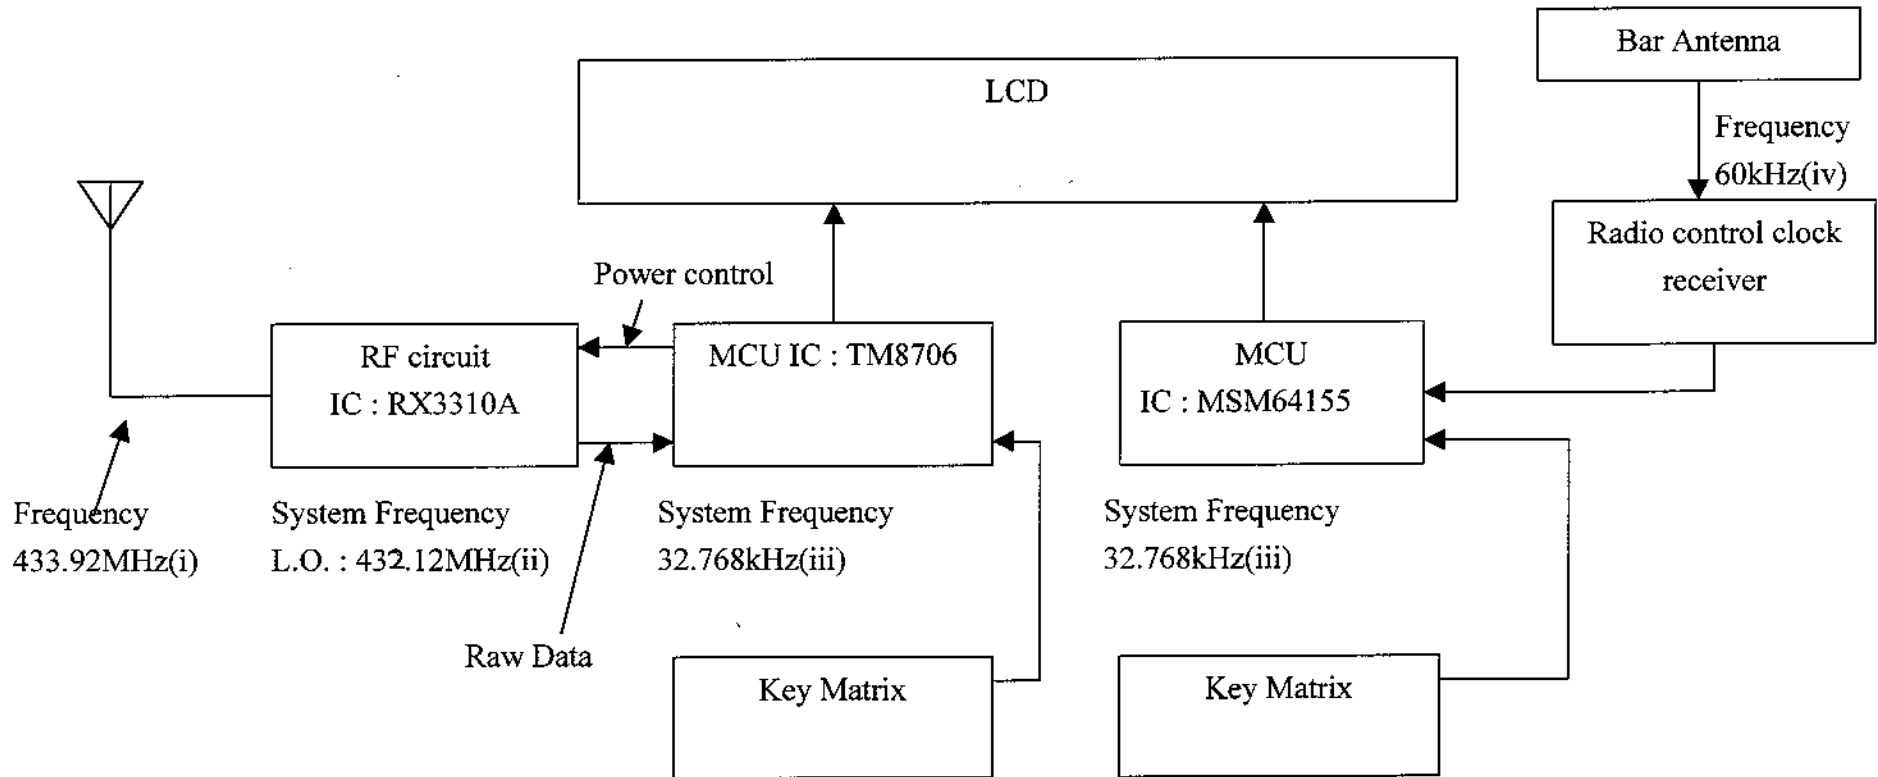 Bar Antenna
LCD
Frequency
60kHz(iv)
Radio control clock
receiver
Power control
RF circuit
IC : RX3310A
MCU IC : TM8706
MCU
IC : MSM64155
Frequency
433.92MHz(i)
System Frequency
L.O. : 432.12MHz(ii)
System Frequency
32.768kHz(iii)
System Frequency
32.768kHz(iii)
Raw Data
Key Matrix
Key Matrix